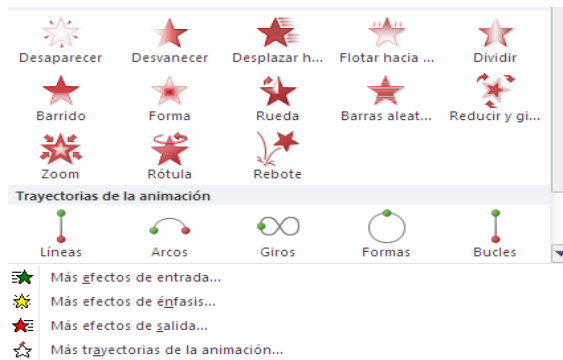 Desaparecer Desvanecer Desplazar h... Flotar hacia ... Dividir
Barrido Forma Rueda Barras aleat... Reducir y gi...
Zoom Rótula Rebote
Trayectorias de la animación
Líneas Arcos Giros Formas Bucles
Más efectos de entrada...
Más efectos de énfasis...
Más efectos de salida...
Más trayectorias de la animación...